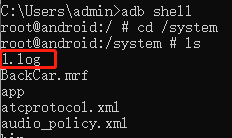 C:\Users\admin>adb shell
root@android:/ # cd /system
root@android:/system # ls
1.log
BackCar.mrf
app
atcprotocol.xml
audio_policy.xml
bin